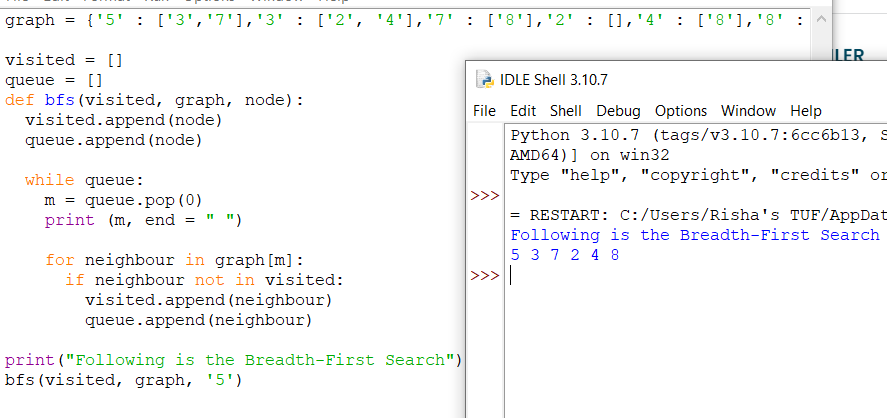 graph = {'5' : ['3','7'],'3' : ['2', '4'],'7' : ['8'],'2' : [],'4' : ['8'],'8' :
visited = []
queue = []
def bfs(visited, graph, node):
visited.append(node)
queue.append(node)
while queue:
m = queue.pop(0)
print (m, end = " ")
for neighbour in graph[m]:
if neighbour not in visited:
visited.append(neighbour)
queue.append(neighbour)
print("Following is the Breadth-First Search")
bfs(visited, graph, '5')
ILER
IDLE Shell 3.10.7
File Edit Shell Debug Options Window Help
Python 3.10.7 (tags/v3.10.7:6cc6b13, S
AMD64)] on win32
Type "help", "copyright", "credits" or
>>>
= RESTART: C:/Users/Risha's TUF/AppDat
Following is the Breadth-First Search
5 3 7 2 4 8
>>>